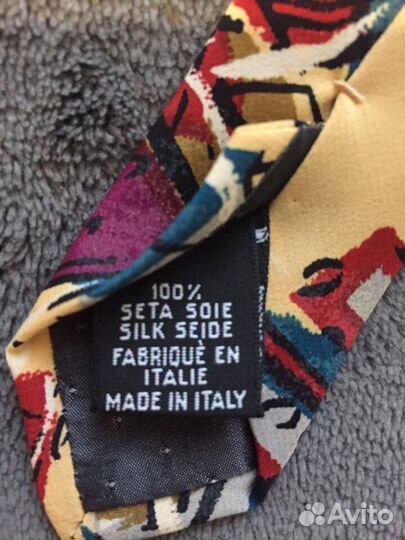 100%
SETA SOIE
SILK SEIDE
FABRIQUÈ EN
ITALIE
MADE IN ITALY
Avito